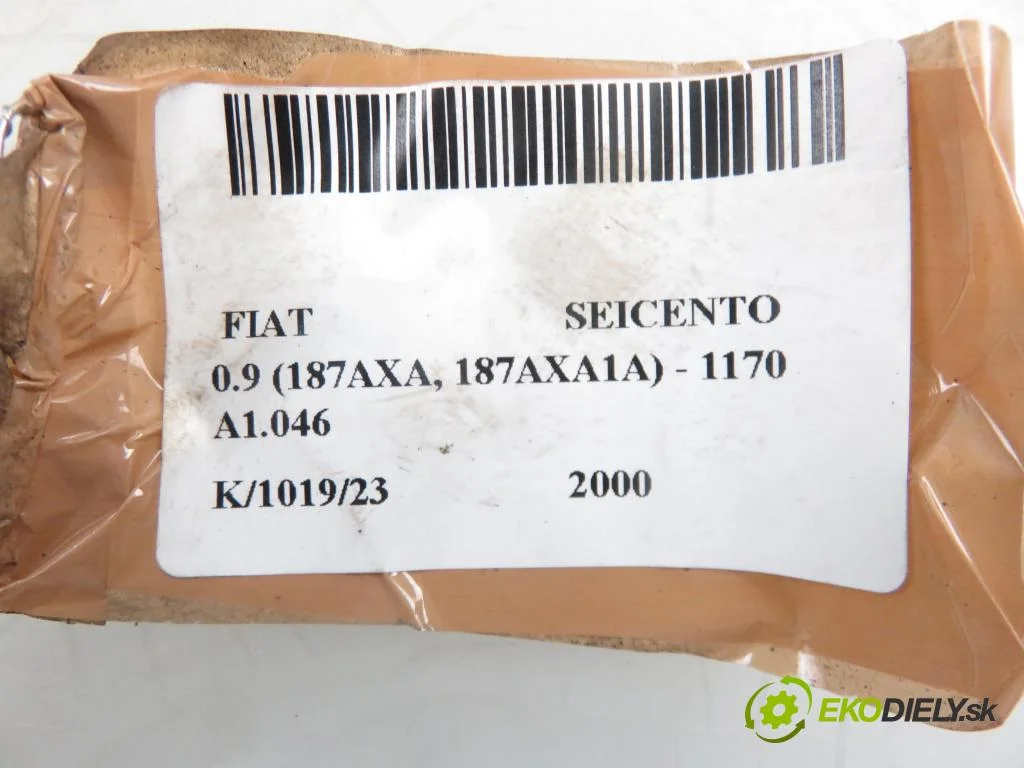 FIAT SEICENTO
0.9 (187AXA, 187AXA1A) - 1170
A1.046
K/1019/23 2000
EKODIELY.sk